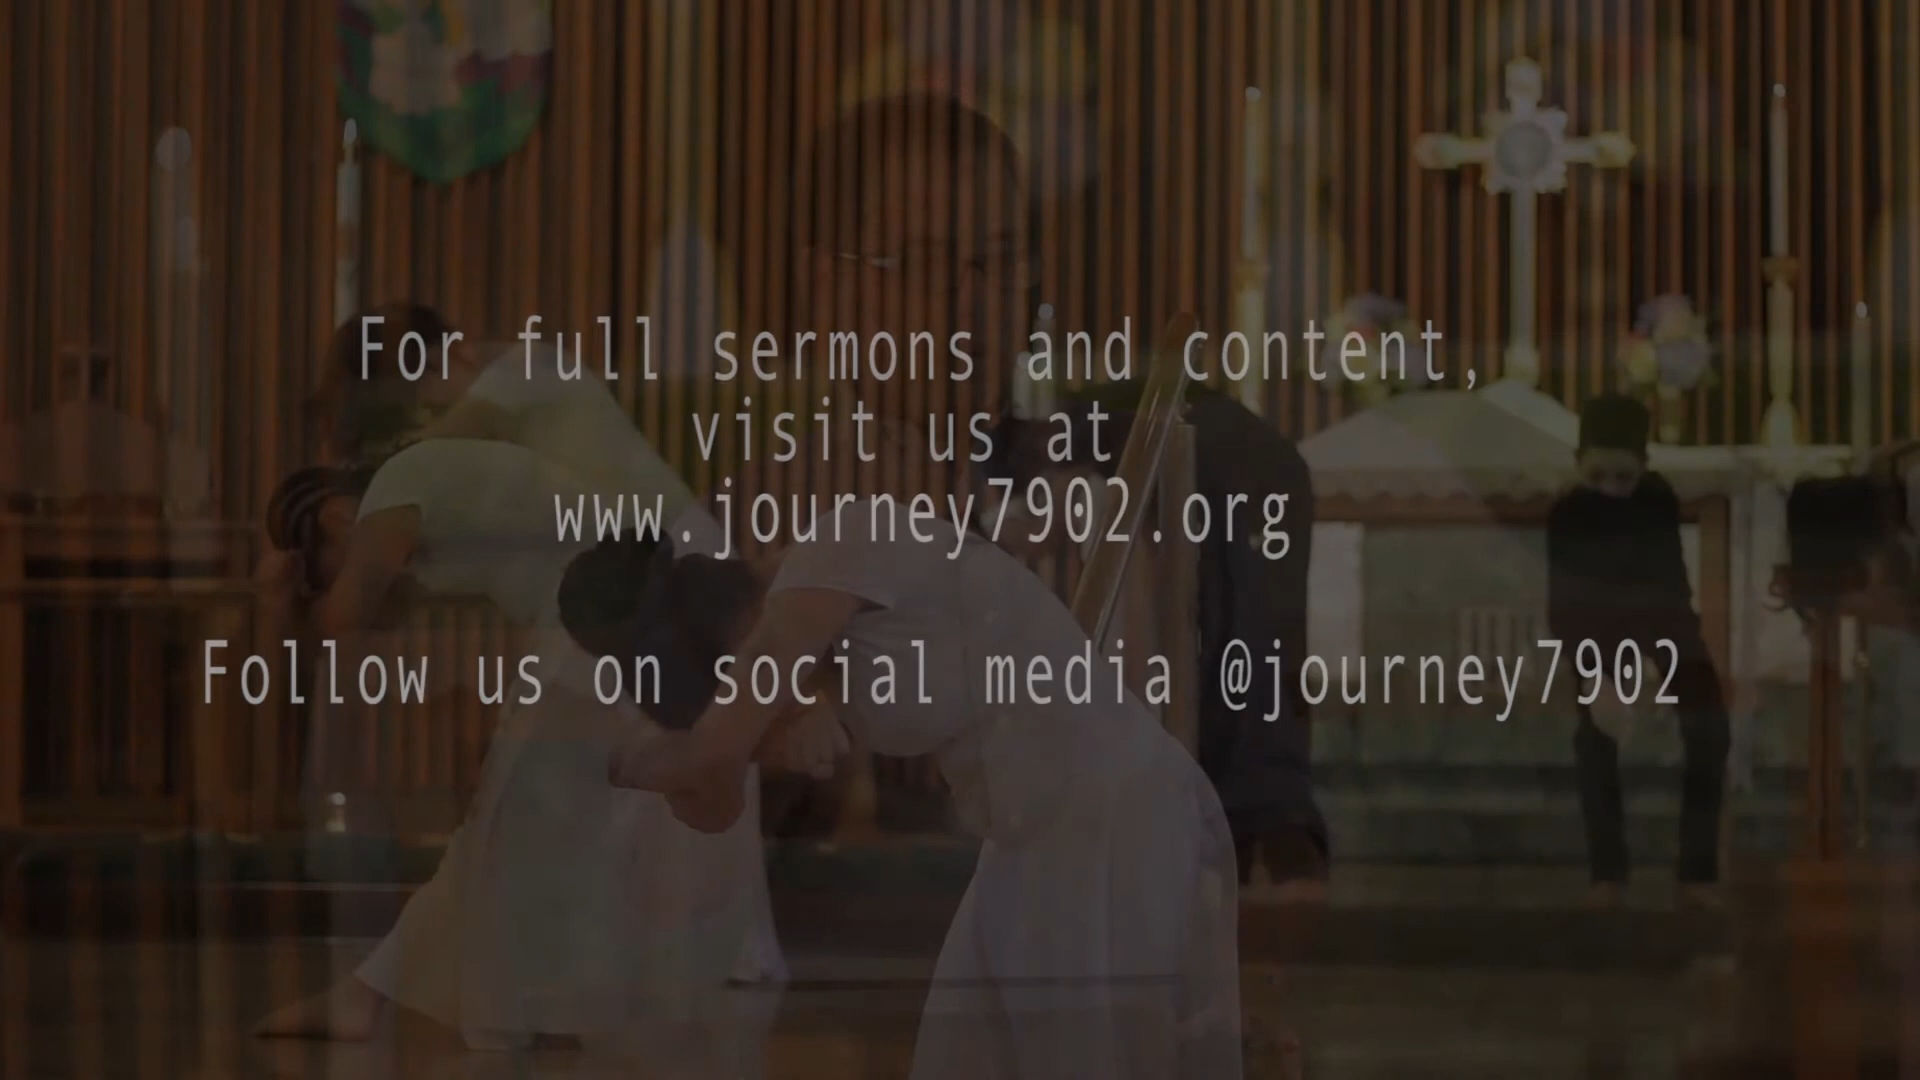 For full sermons and content,
visit us at
www.journey7902.org
Follow us on social media @journey7902